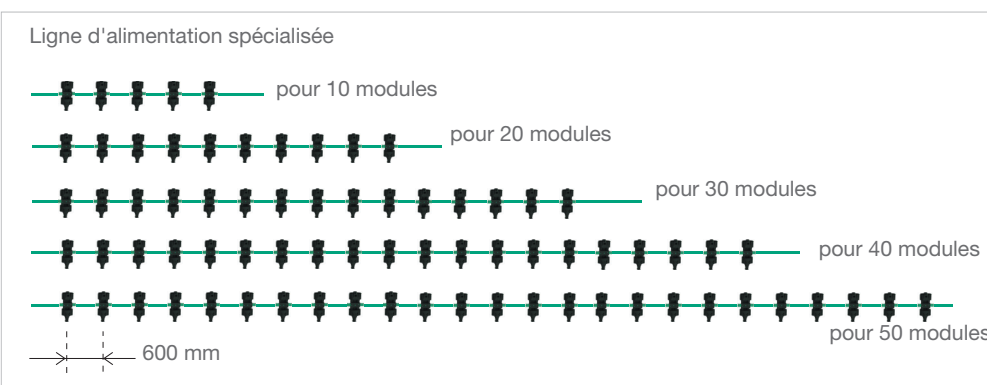 Ligne d'alimentation spécialisée
pour 10 modules
pour 20 modules
pour 30 modules
pour 40 modules
pour 50 modules
600 mm